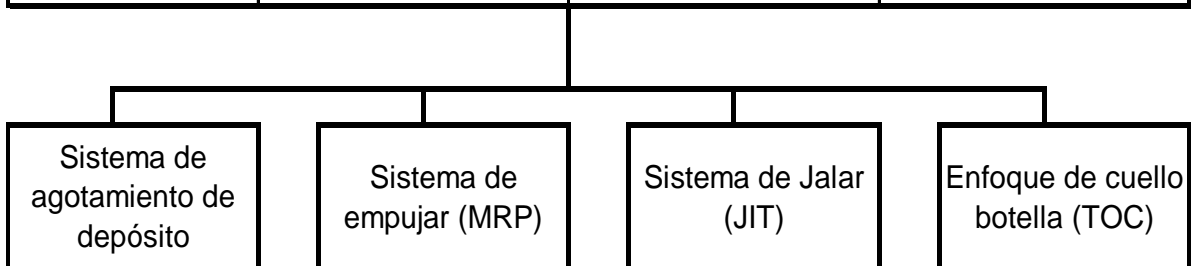 Sistema de
agotamiento de
depósito
Sistema de
empujar (MRP)
Sistema de Jalar
(JIT)
Enfoque de cuello
botella (TOC)